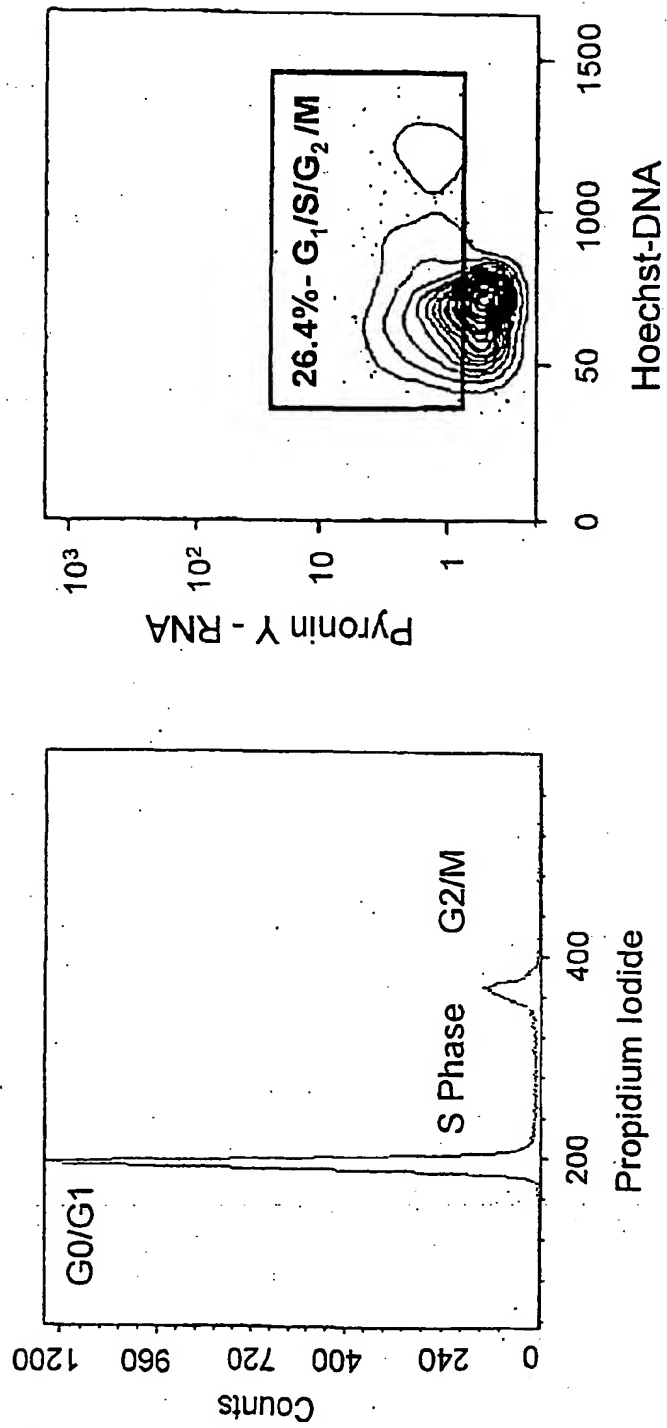 Counts
1200
960
720
400
240
0
G0/G1
S Phase
G2/M
200
400
Propidium Iodide
Pyronin Y - RNA
10³
10²
10
1
26.4%- G₁/S/G₂/M
0
50
1000
1500
Hoechst-DNA